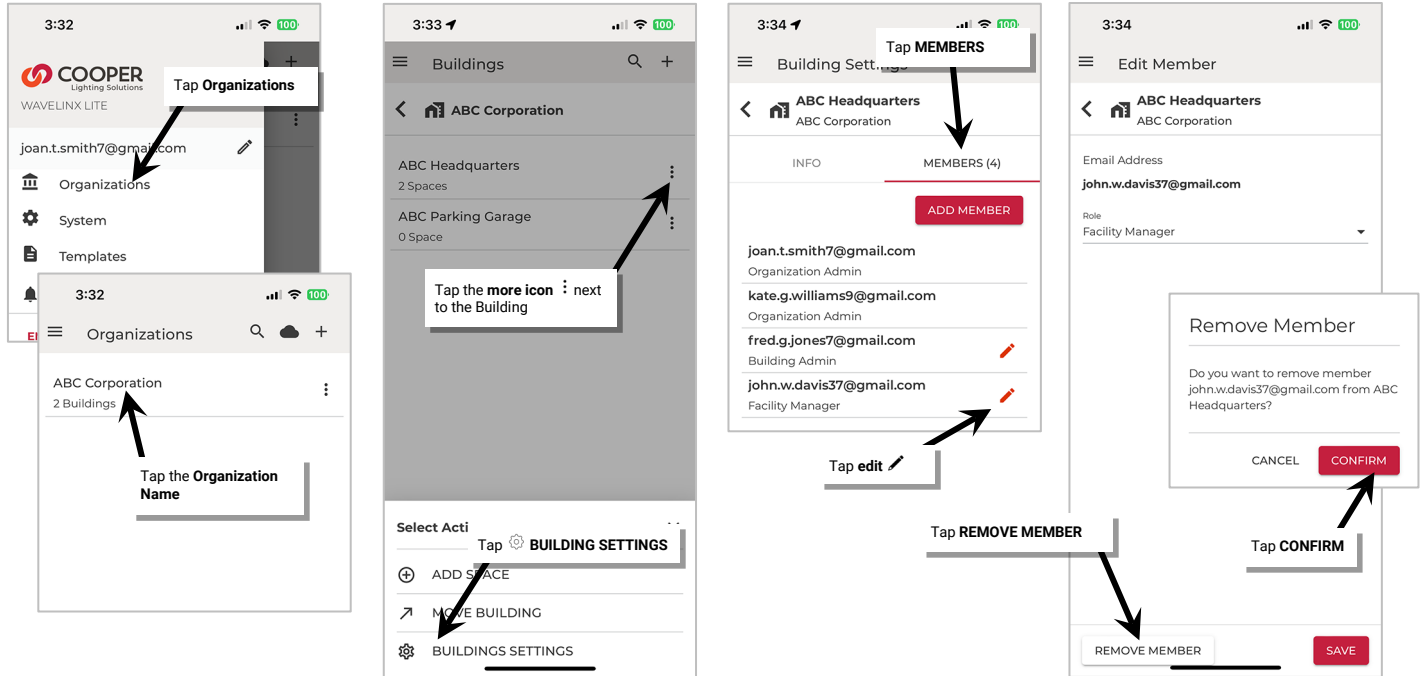 3:32
100
COOPER
Lighting Solutions
WAVELINX LITE
Tap Organizations
joan.t.smith7@gmail.com
Organizations
System
Templates
3:32
100
Organizations
ABC Corporation
2 Buildings
Tap the Organization
Name
3:33
100
Buildings
ABC Corporation
ABC Headquarters
2 Spaces
ABC Parking Garage
0 Space
Tap the more icon ⋮ next
to the Building
Select Acti
Tap BUILDING SETTINGS
ADD SPACE
MOVE BUILDING
BUILDINGS SETTINGS
3:34
100
Tap MEMBERS
Building Settings
ABC Headquarters
ABC Corporation
INFO
MEMBERS (4)
ADD MEMBER
joan.t.smith7@gmail.com
Organization Admin
kate.g.williams9@gmail.com
Organization Admin
fred.g.jones7@gmail.com
Building Admin
john.w.davis37@gmail.com
Facility Manager
Tap edit
3:34
100
Edit Member
ABC Headquarters
ABC Corporation
Email Address
john.w.davis37@gmail.com
Role
Facility Manager
Remove Member
Do you want to remove member
john.w.davis37@gmail.com from ABC
Headquarters?
CANCEL
CONFIRM
Tap REMOVE MEMBER
Tap CONFIRM
REMOVE MEMBER
SAVE